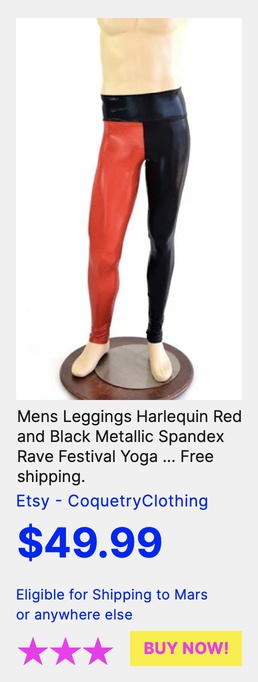 Mens Leggings Harlequin Red
and Black Metallic Spandex
Rave Festival Yoga ... Free
shipping.
Etsy - CoquetryClothing
$49.99
Eligible for Shipping to Mars
or anywhere else
BUY NOW!